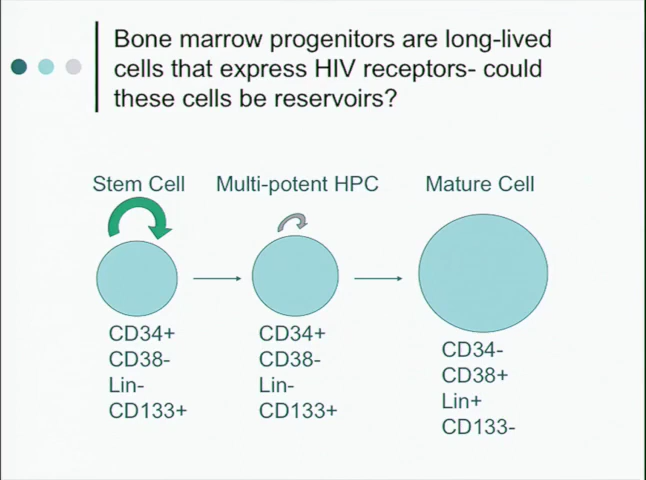 Bone marrow progenitors are long-lived
cells that express HIV receptors- could
these cells be reservoirs?
Stem Cell
Multi-potent HPC
Mature Cell
CD34+
CD38-
Lin-
CD133+
CD34+
CD38-
Lin-
CD133+
CD34-
CD38+
Lin+
CD133-